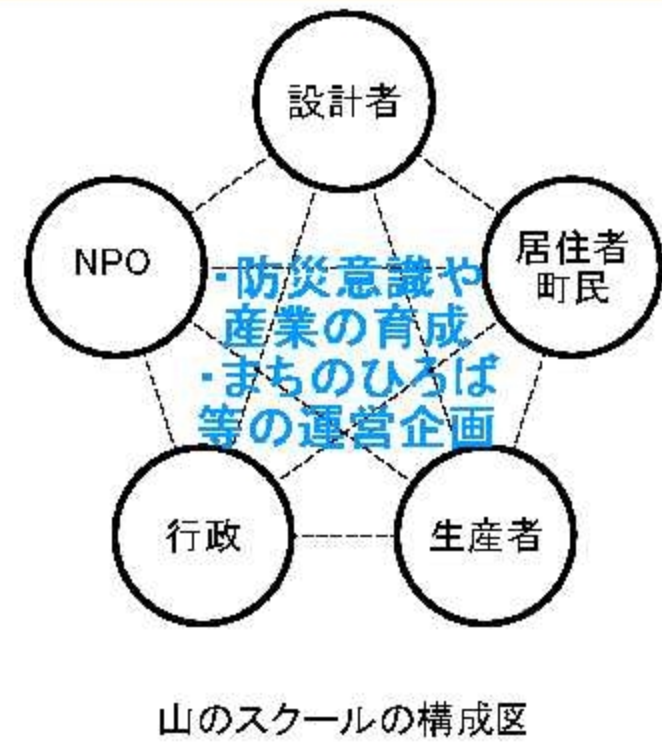 設計者
NPO
居住者
町民
・防災意識や
産業の育成
・まちのひろば
等の運営企画
行政
生産者
山のスクールの構成図